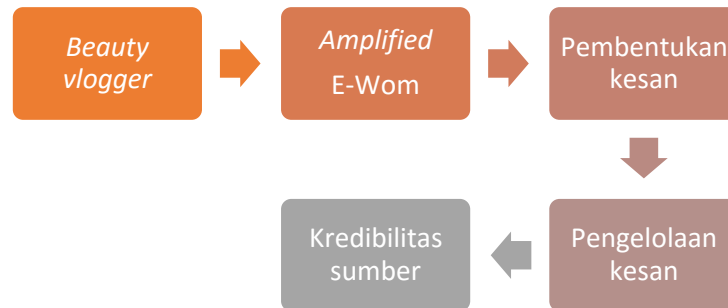 Beauty
vlogger
Amplified
E-Wom
Pembentukan
kesan
Pengelolaan
kesan
Kredibilitas
sumber